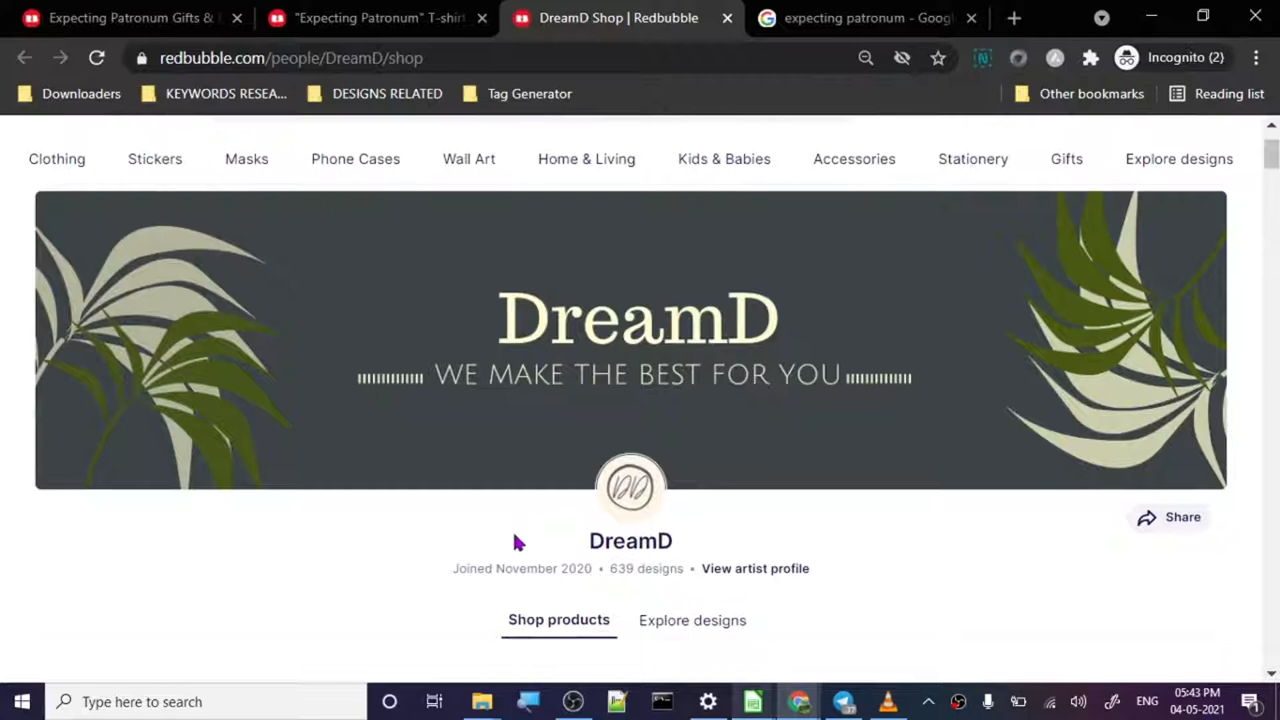 Expecting Patronum Gifts &
"Expecting Patronum" T-shirt
DreamD Shop | Redbubble
expecting patronum - Goog
redbubble.com/people/DreamD/shop
Incognito (2)
Downloaders
KEYWORDS RESEA...
DESIGNS RELATED
Tag Generator
Other bookmarks
Reading list
Clothing
Stickers
Masks
Phone Cases
Wall Art
Home & Living
Kids & Babies
Accessories
Stationery
Gifts
Explore designs
DreamD
WE MAKE THE BEST FOR YOU
DD
Share
DreamD
Joined November 2020 • 639 designs • View artist profile
Shop products
Explore designs
Type here to search
ENG
05:43 PM
04-05-2021